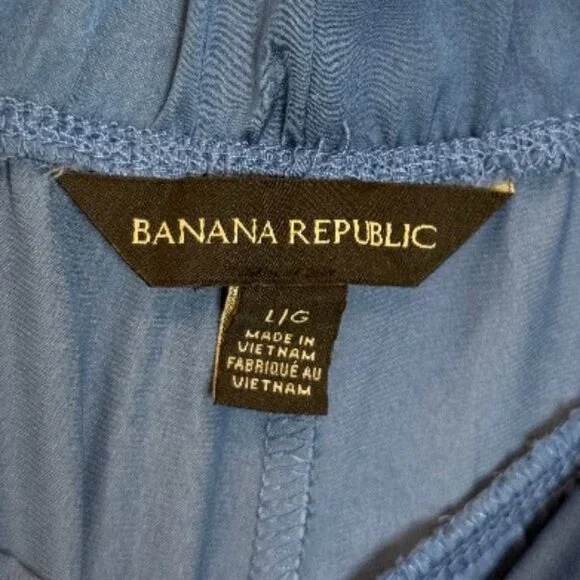 BANANA REPUBLIC
L/G
MADE IN
VIETNAM
FABRIQUÉ AU
VIETNAM